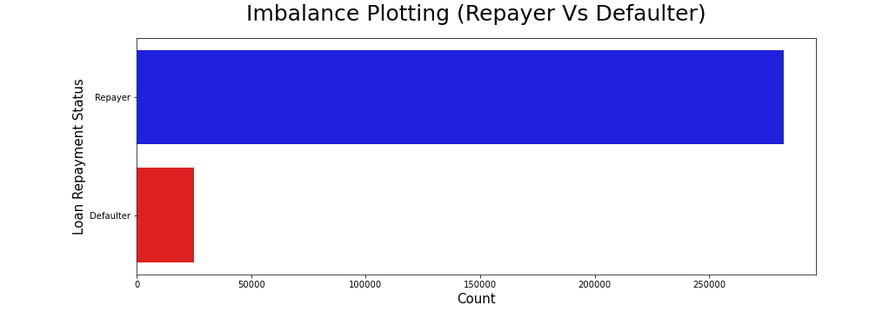 Imbalance Plotting (Repayer Vs Defaulter)
Loan Repayment Status
Repayer
Defaulter
0 50000 100000 150000 200000 250000
Count